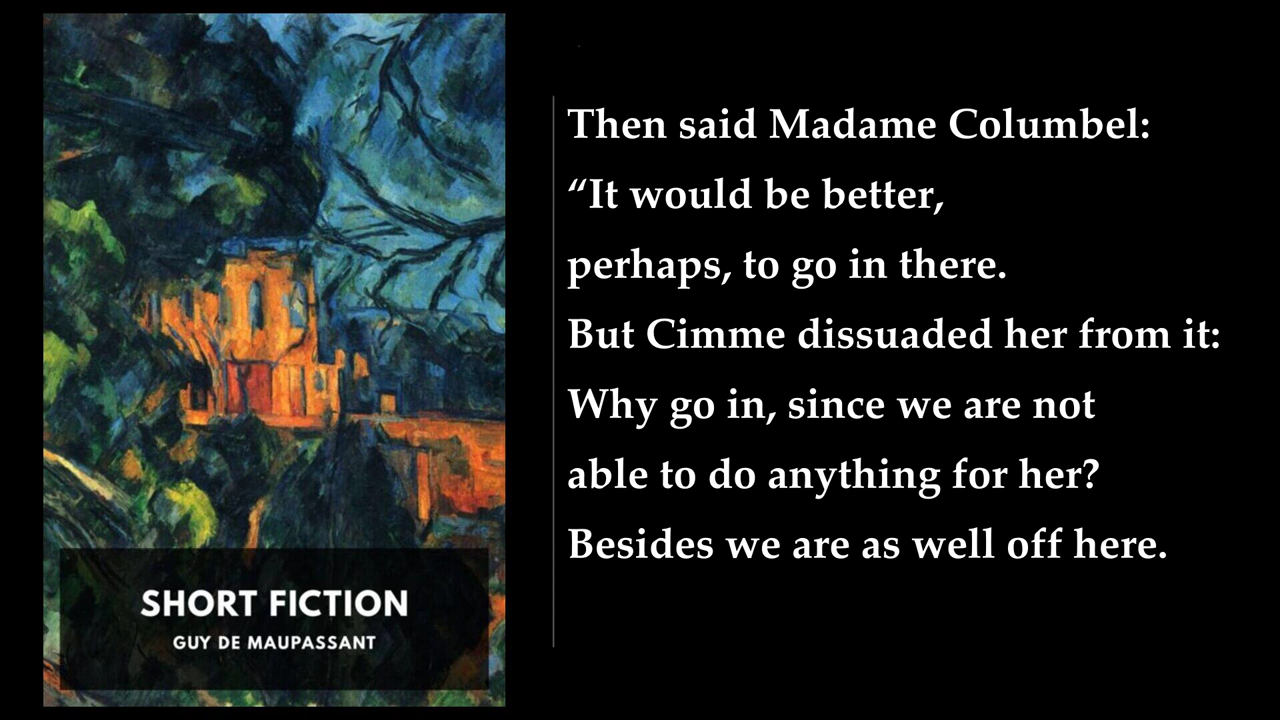 Then said Madame Columbel:
“It would be better,
perhaps, to go in there.
But Cimme dissuaded her from it:
Why go in, since we are not
able to do anything for her?
Besides we are as well off here.
SHORT FICTION
GUY DE MAUPASSANT